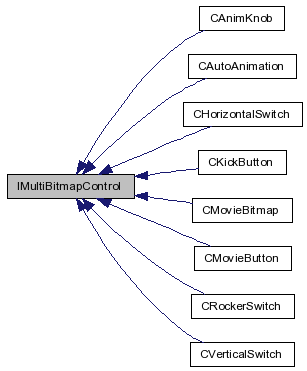 CAnimKnob
CAutoAnimation
CHorizontalSwitch
CKickButton
IMultiBitmapControl
CMovieBitmap
CMovieButton
CRockerSwitch
CVerticalSwitch